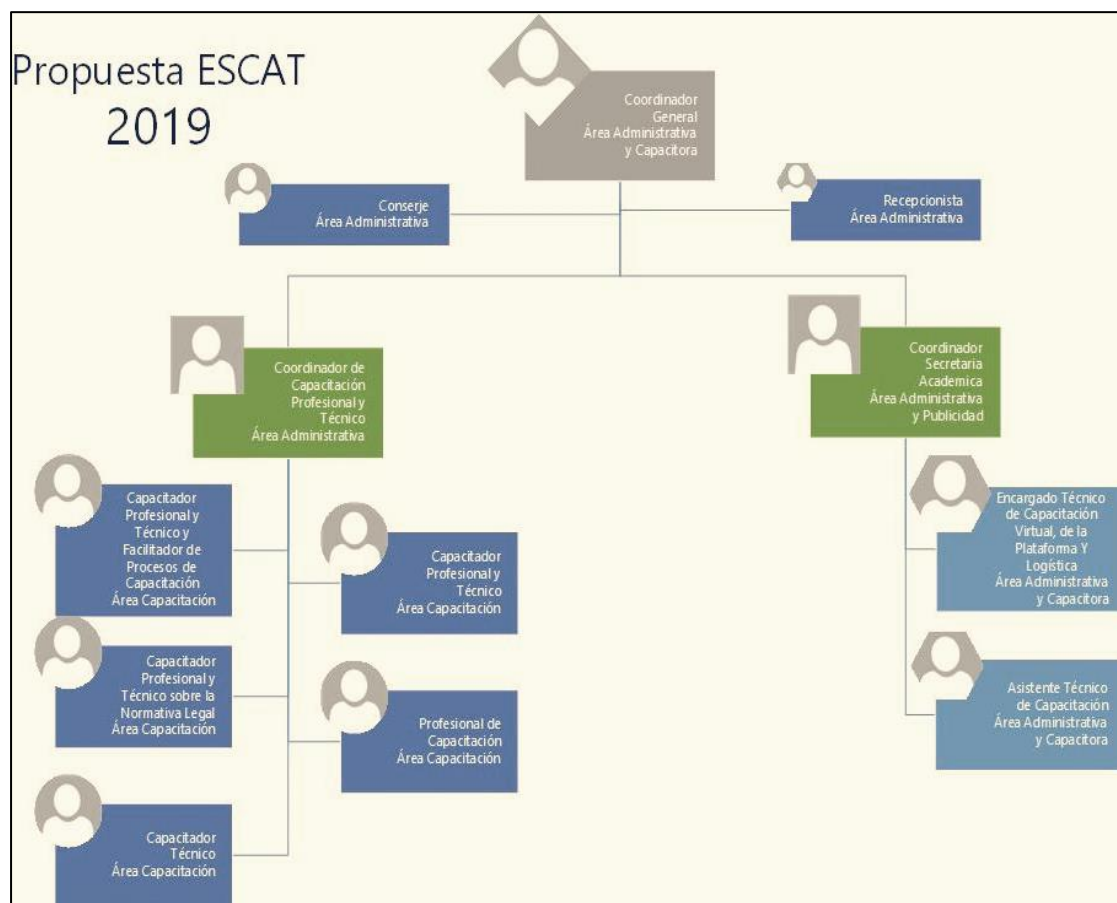 Propuesta ESCAT
2019
Coordinador
General
Área Administrativa
y Capacitora
Conserje
Área Administrativa
Recepcionista
Área Administrativa
Coordinador de
Capacitación
Profesional y
Técnico
Área Administrativa
Coordinador
Secretaria
Academica
Área Administrativa
y Publicidad
Capacitador
Profesional y
Técnico y
Facilitador de
Procesos de
Capacitación
Área Capacitación
Capacitador
Profesional y
Técnico
Área Capacitación
Capacitador
Profesional y
Técnico sobre la
Normativa Legal
Área Capacitación
Profesional de
Capacitación
Área Capacitación
Capacitador
Técnico
Área Capacitación
Encargado Técnico
de Capacitación
Virtual, de la
Plataforma Y
Logística
Área Administrativa
y Capacitora
Asistente Técnico
de Capacitación
Área Administrativa
y Capacitora